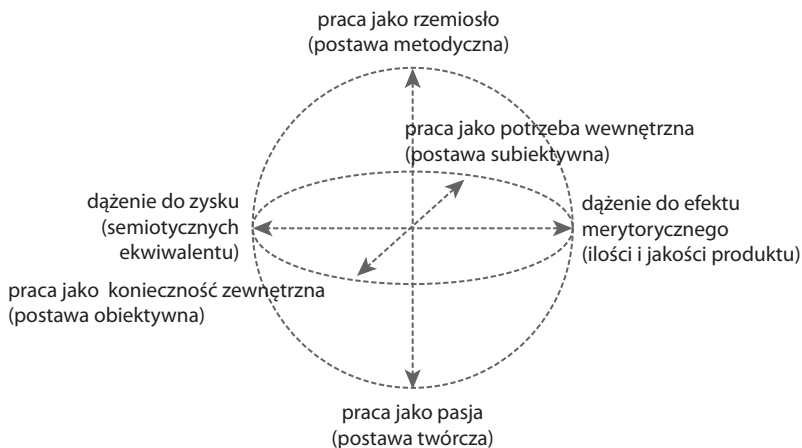 praca jako rzemiosło
(postawa metodyczna)
praca jako potrzeba wewnętrzna
(postawa subiektywna)
dążenie do zysku
(semiotycznych
ekwiwalentu)
dążenie do efektu
merytorycznego
(ilości i jakości produktu)
praca jako konieczność zewnętrzna
(postawa obiektywna)
praca jako pasja
(postawa twórcza)